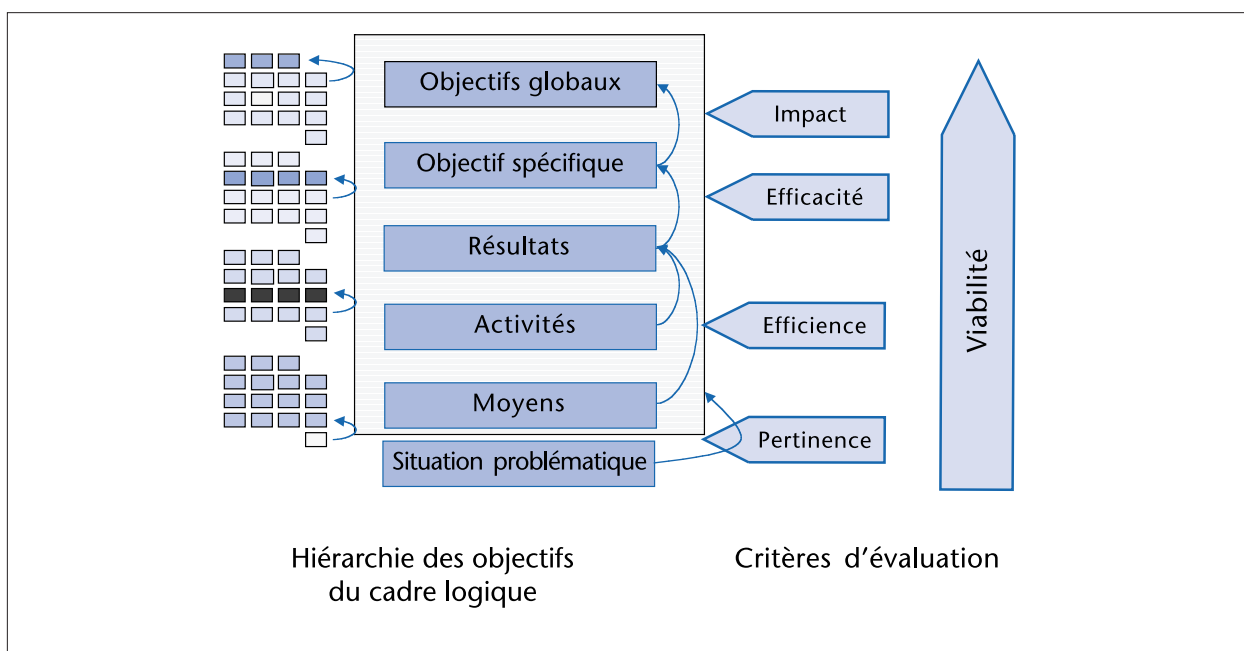 Objectifs globaux
Impact
Objectif spécifique
Efficacité
Résultats
Activités
Efficience
Moyens
Pertinence
Situation problématique
Viabilité
Hiérarchie des objectifs
du cadre logique
Critères d'évaluation